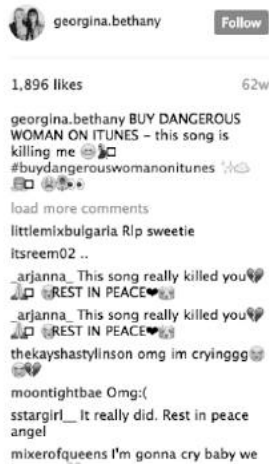 georgina.bethany
Follow
1,896 likes
62w
georgina.bethany BUY DANGEROUS
WOMAN ON ITUNES - this song is
killing me
#buydangerouswomanonitunes
load more comments
littlemixbulgaria RIp sweetie
itsreem02 ..
_arjanna_ This song really killed you💔
REST IN PEACE❤
_arjanna_ This song really killed you💔
REST IN PEACE❤
thekayshastylinson omg im cryinggg
💔
moontightbae Omg:(
sstargirl__ It really did. Rest in peace
angel
mixerofqueens I'm gonna cry baby we